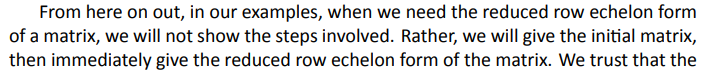 From here on out, in our examples, when we need the reduced row echelon form
of a matrix, we will not show the steps involved. Rather, we will give the initial matrix,
then immediately give the reduced row echelon form of the matrix. We trust that the